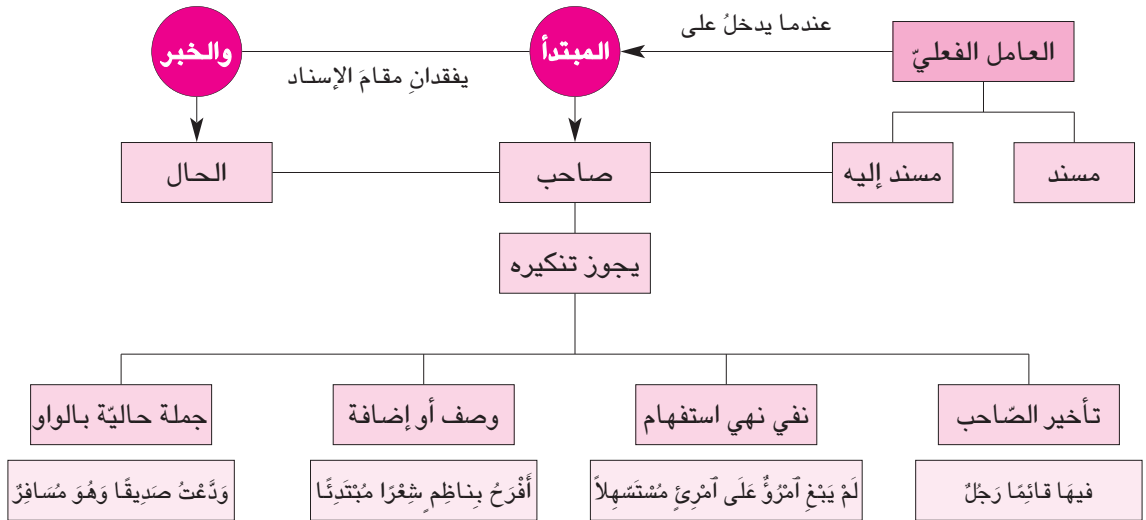 العامل الفعليّ
عندما يدخلُ على
المبتدأ
يفقدانِ مقامَ الإسناد
والخبر
مسند
مسند إليه
صاحب
الحال
يجوز تنكيره
تأخير الصّاحب
نفي نهي استفهام
وصف أو إضافة
جملة حاليّة بالواو
فيهَا قائِمًا رَجُلٌ
لَمْ يَبْغِ ٱمْرُؤٌ عَلَى ٱمْرِئٍ مُسْتَسْهِلاً
أَفْرَحُ بِناظِمِ شِعْرًا مُبْتَدِئًا
وَدَّعْتُ صَدِيقًا وَهُوَ مُسَافِرٌ